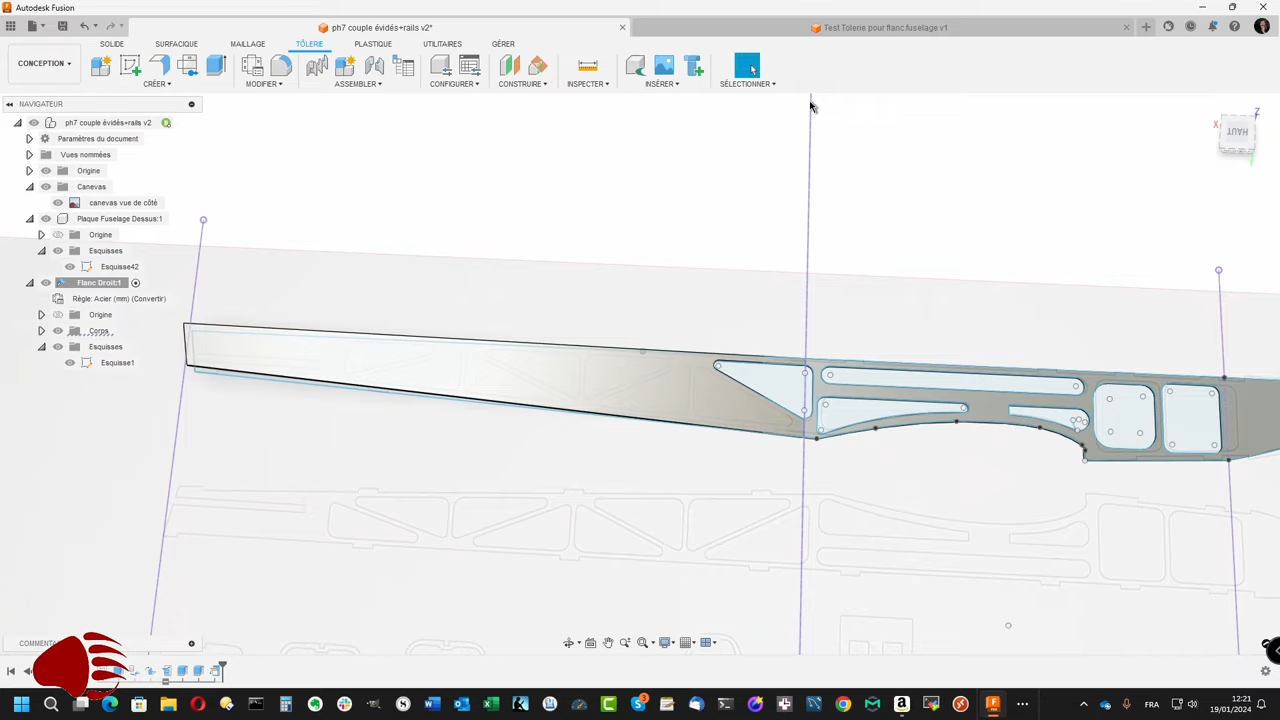 Autodesk Fusion
ph7 couple évidés+rails v2*
Test Tolerie pour flanc fuselage v1
CONCEPTION
SOLIDE
SURFACIQUE
MAILLAGE
TÔLERIE
PLASTIQUE
UTILITAIRES
GÉRER
CRÉER
MODIFIER
ASSEMBLER
CONFIGURER
CONSTRUIRE
INSPECTER
INSÉRER
SÉLECTIONNER
NAVIGATEUR
ph7 couple évidés+rails v2
Paramètres du document
Vues nommées
Origine
Canevas
canevas vue de côté
Plaque Fuselage Dessus:1
Origine
Esquisses
Esquisse42
Flanc Droit:1
Règle: Acier (mm) (Convertir)
Origine
Corps
Esquisses
Esquisse1
X
Z
HAUT
COMMENTA
3
FRA
12:21
19/01/2024